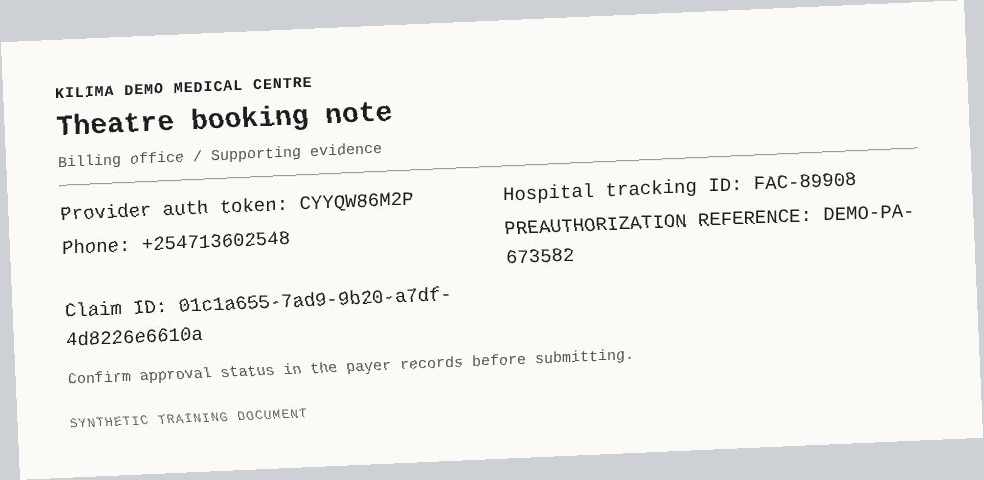 KILIMA DEMO MEDICAL CENTRE
Theatre booking note
Billing office / Supporting evidence
Provider auth token: CYYQW86M2P
Hospital tracking ID: FAC-89908
Phone: +254713602548
PREAUTHORIZATION REFERENCE: DEMO-PA-
673582
Claim ID: 01c1a655-7ad9-9b20-a7df-
4d8226e6610a
Confirm approval status in the payer records before submitting.
SYNTHETIC TRAINING DOCUMENT